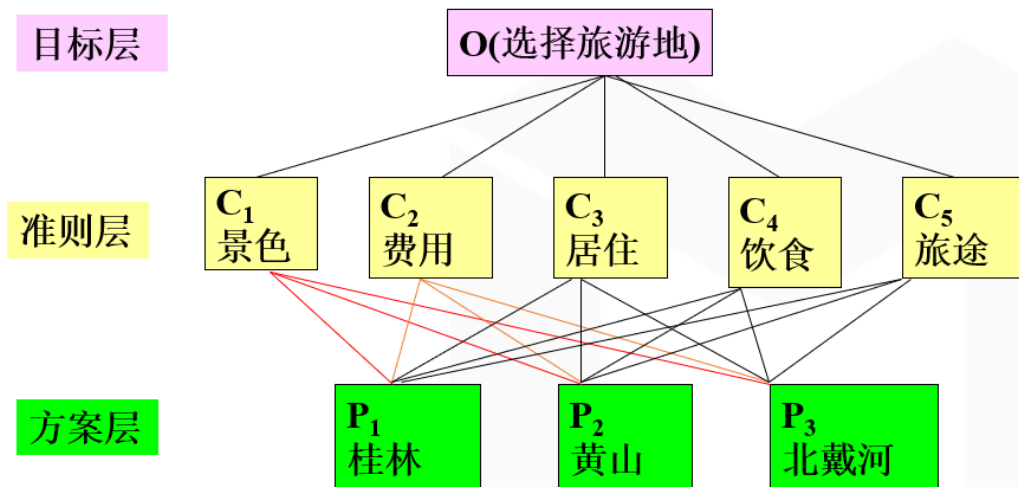 目标层
O(选择旅游地)
准则层
C₁
景色
C₂
费用
C₃
居住
C₄
饮食
C₅
旅途
方案层
P₁
桂林
P₂
黄山
P₃
北戴河